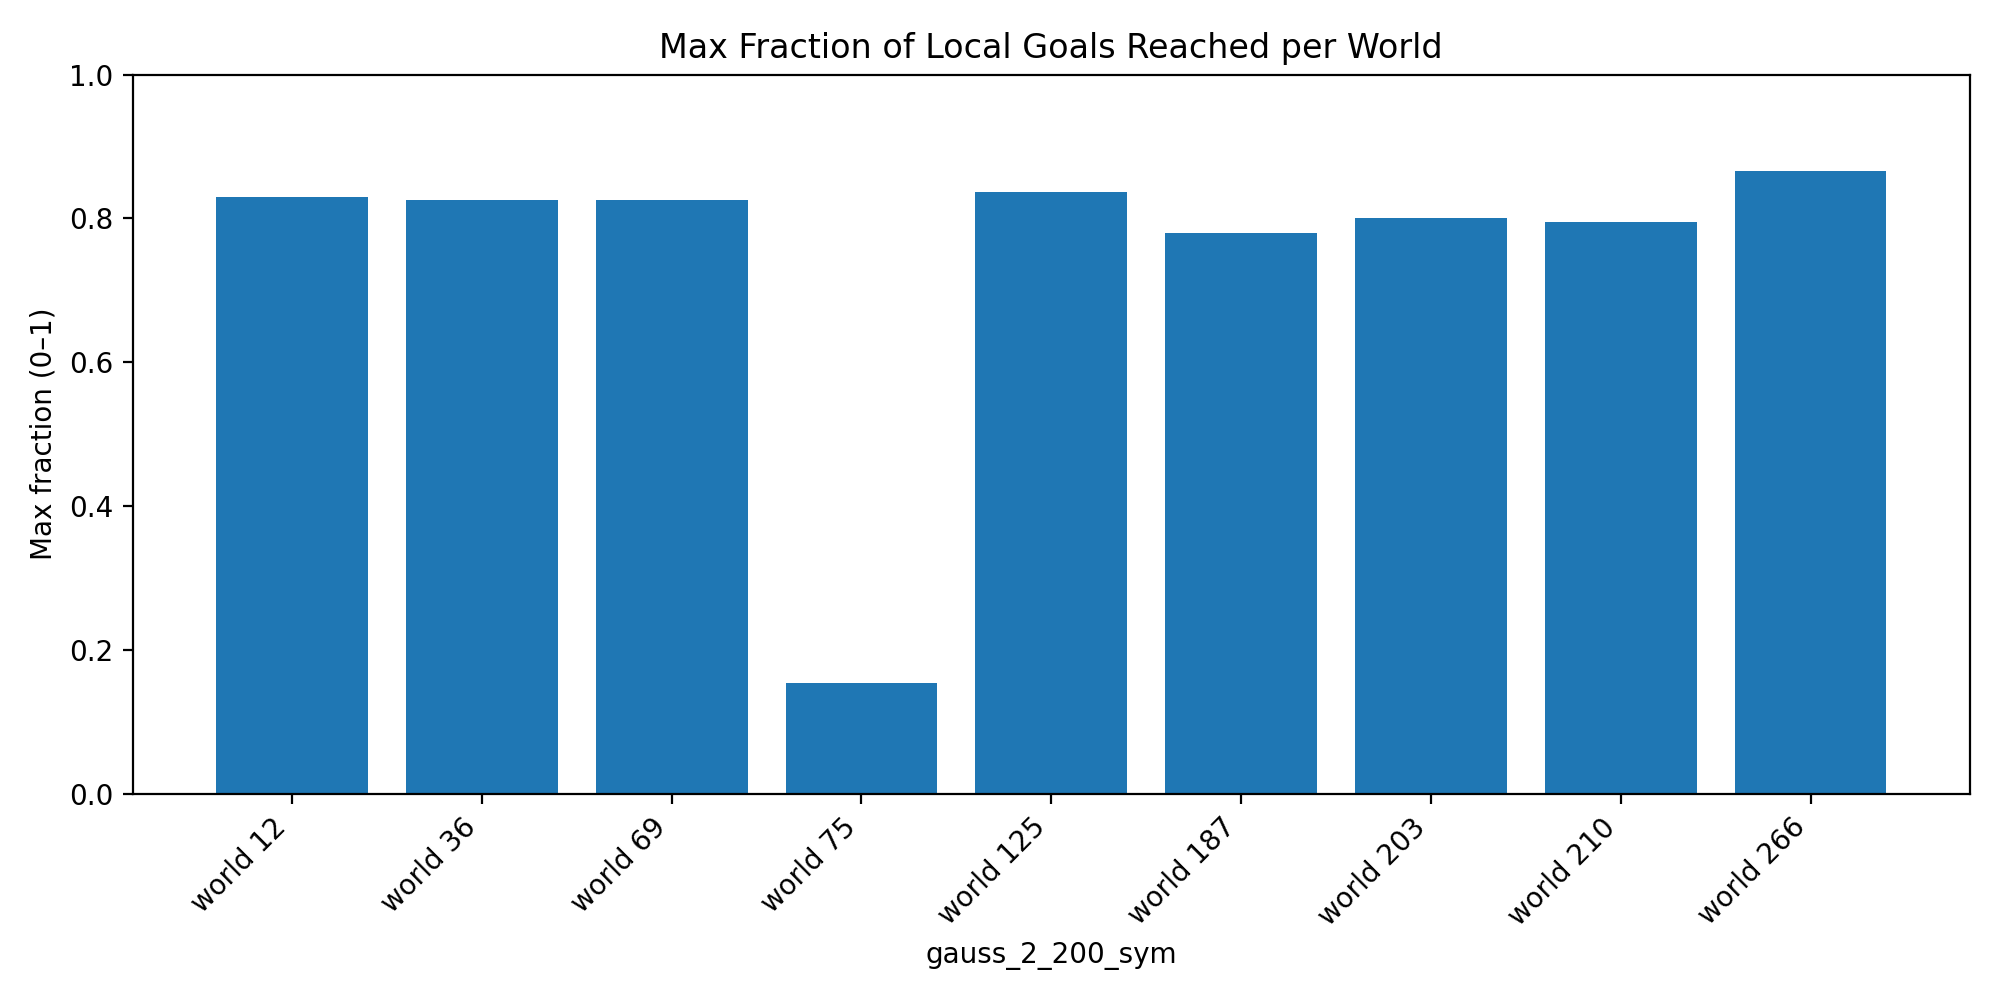 Max Fraction of Local Goals Reached per World
Max fraction (0–1)
1.0
0.8
0.6
0.4
0.2
0.0
world 12
world 36
world 69
world 75
world 125
world 187
world 203
world 210
world 266
gauss_2_200_sym